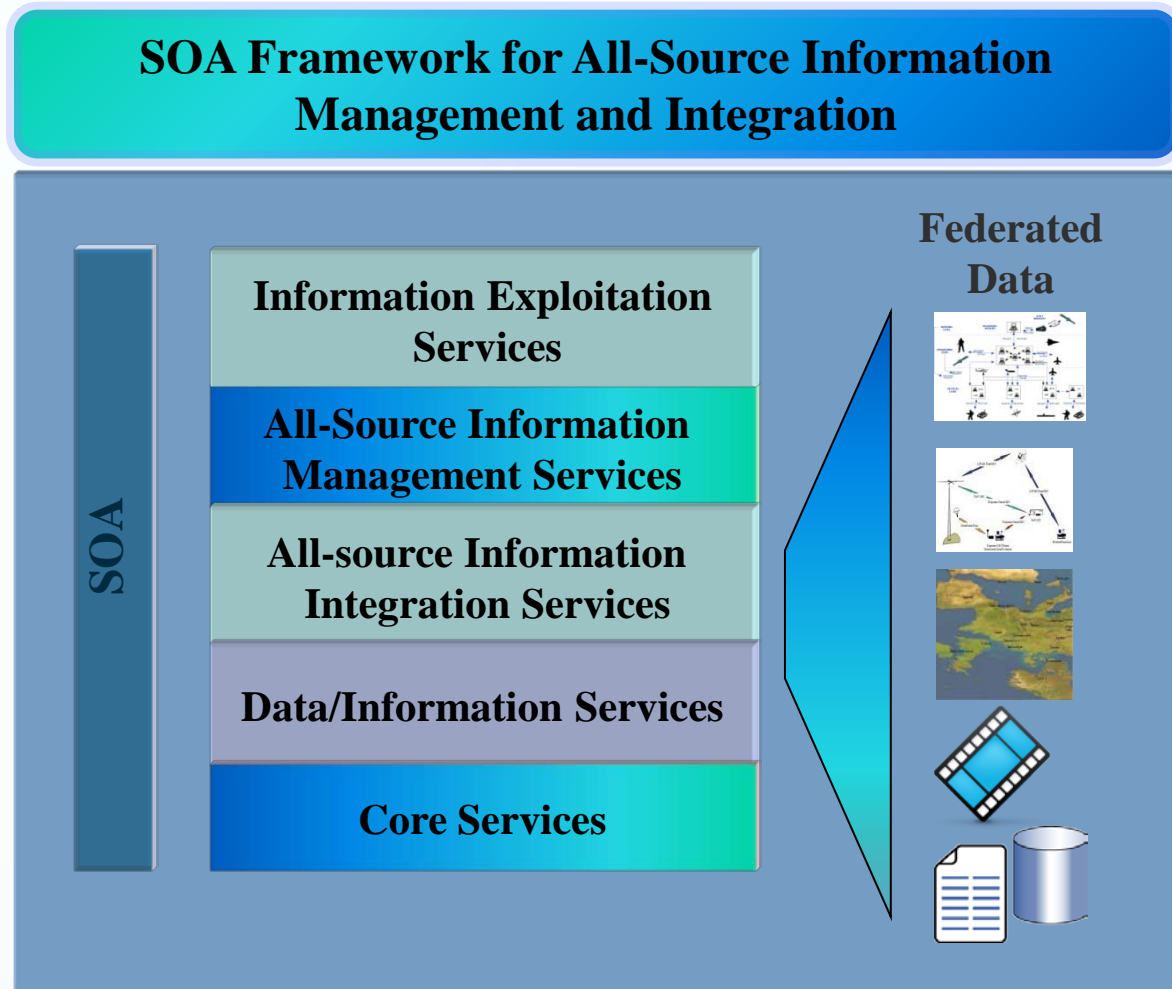 SOA Framework for All-Source Information
Management and Integration
SOA
Information Exploitation
Services
All-Source Information
Management Services
All-source Information
Integration Services
Data/Information Services
Core Services
Federated
Data